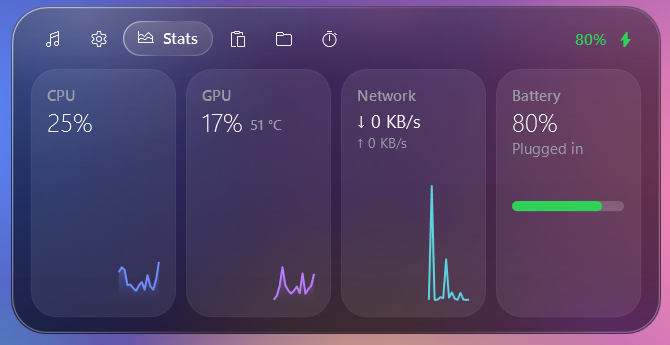 Stats
80%
CPU
25%
GPU
17% 51 °C
Network
↓ 0 KB/s
↑ 0 KB/s
Battery
80%
Plugged in